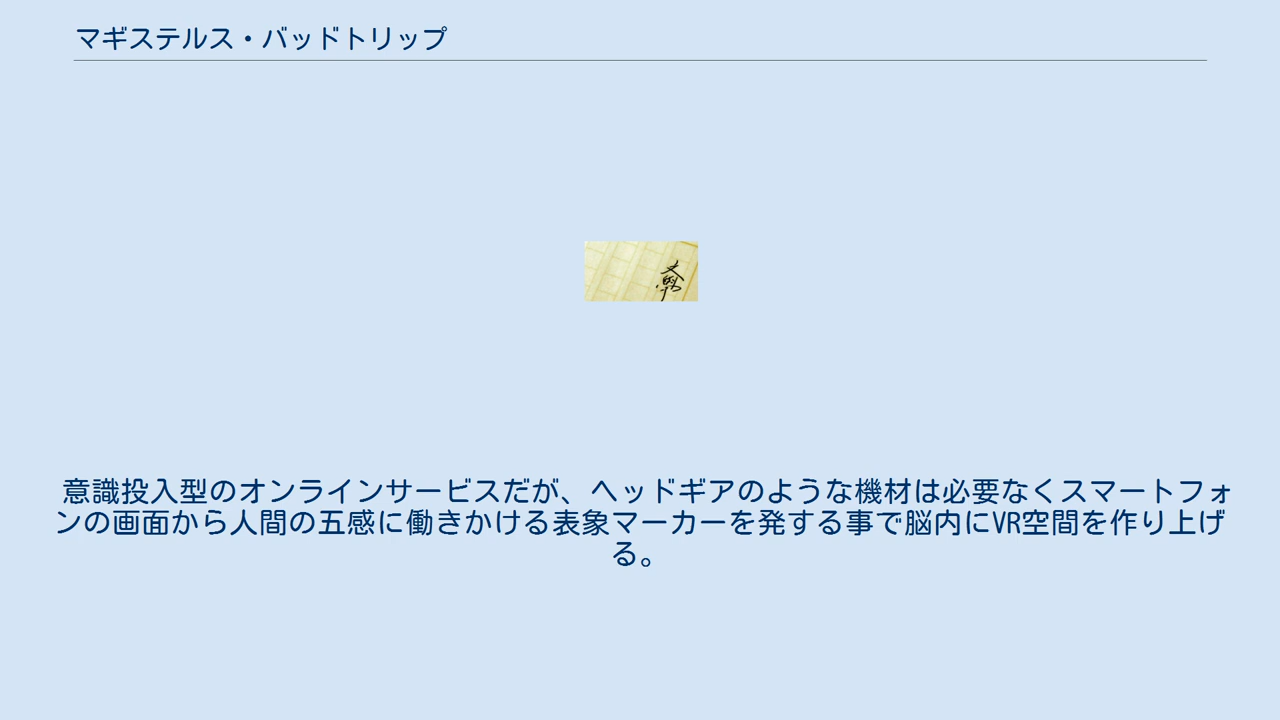 マギステルス・バッドトリップ
意識投入型のオンラインサービスだが、ヘッドギアのような機材は必要なくスマートフォ
ンの画面から人間の五感に働きかける表象マーカーを発する事で脳内にVR空間を作り上げ
る。